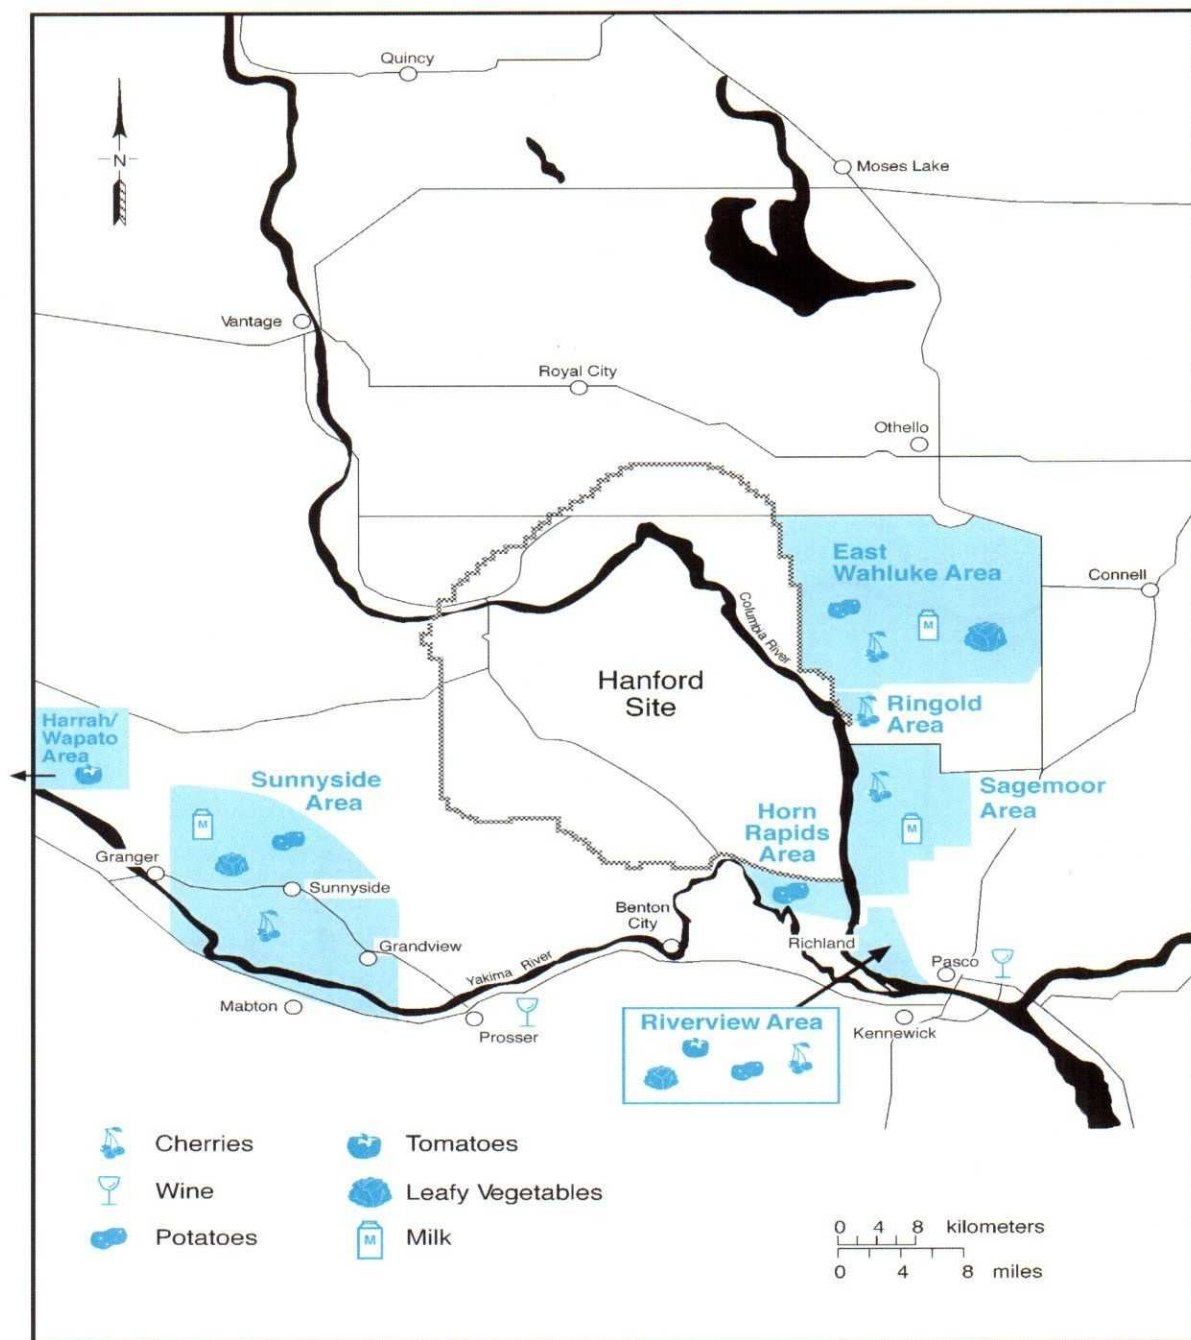 Quincy
N
Moses Lake
Vantage
Royal City
Othello
East
Wahluke Area
M
Connell
Columbia River
Hanford
Site
Ringold
Area
Harrah/
Wapato
Area
Sunnyside
Area
M
Horn
Rapids
Area
Sagemoor
Area
M
Granger
Sunnyside
Benton
City
Grandview
Richland
Pasco
Yakima River
Mabton
Prosser
Riverview Area
Kennewick
Cherries
Tomatoes
Wine
Leafy Vegetables
Potatoes
M
Milk
0 4 8 kilometers
0 4 8 miles